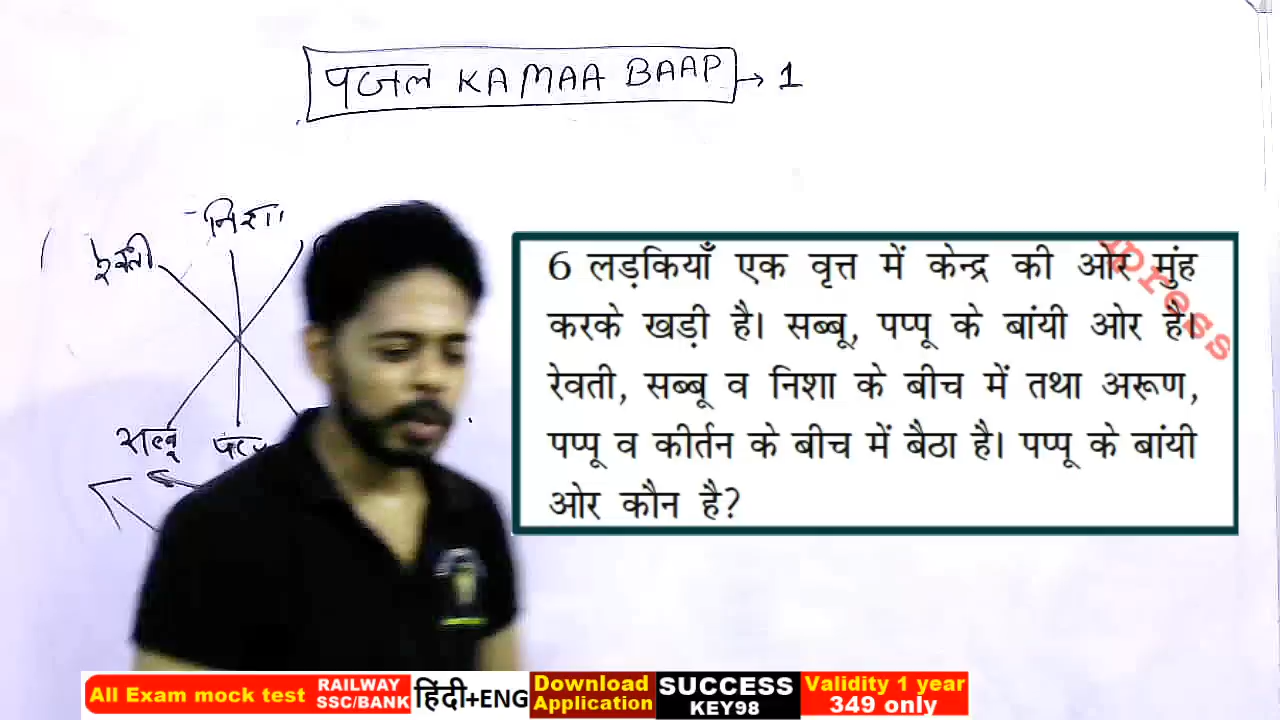 पजल KA MAA BAAP → 1
निशा
रेवती
सब्बू
6 लड़कियाँ एक वृत्त में केन्द्र की ओर मुंह
करके खड़ी है। सब्बू, पप्पू के बांयी ओर है।
रेवती, सब्बू व निशा के बीच में तथा अरूण,
पप्पू व कीर्तन के बीच में बैठा है। पप्पू के बांयी
ओर कौन है?
All Exam mock test
RAILWAY
SSC/BANK
हिंदी+ENG
Download
Application
SUCCESS
KEY98
Validity 1 year
349 only